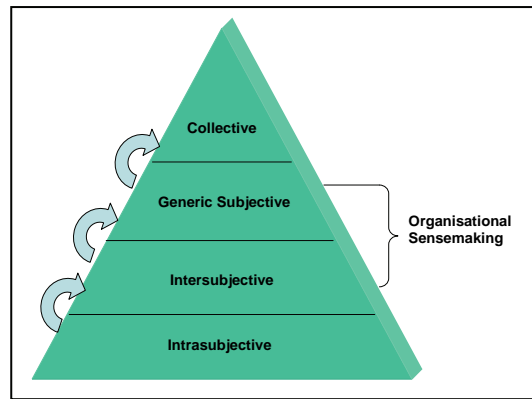 Collective
Generic Subjective
Organisational
Sensemaking
Intersubjective
Intrasubjective